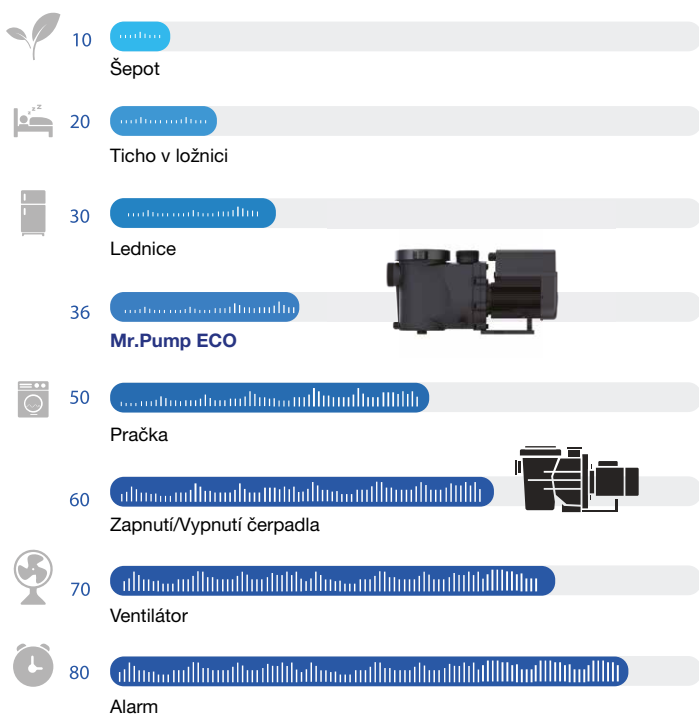 10
Šepot
z z z
20
Ticho v ložnici
30
Lednice
36
Mr.Pump ECO
50
Pračka
60
Zapnutí/Vypnutí čerpadla
70
Ventilátor
80
Alarm